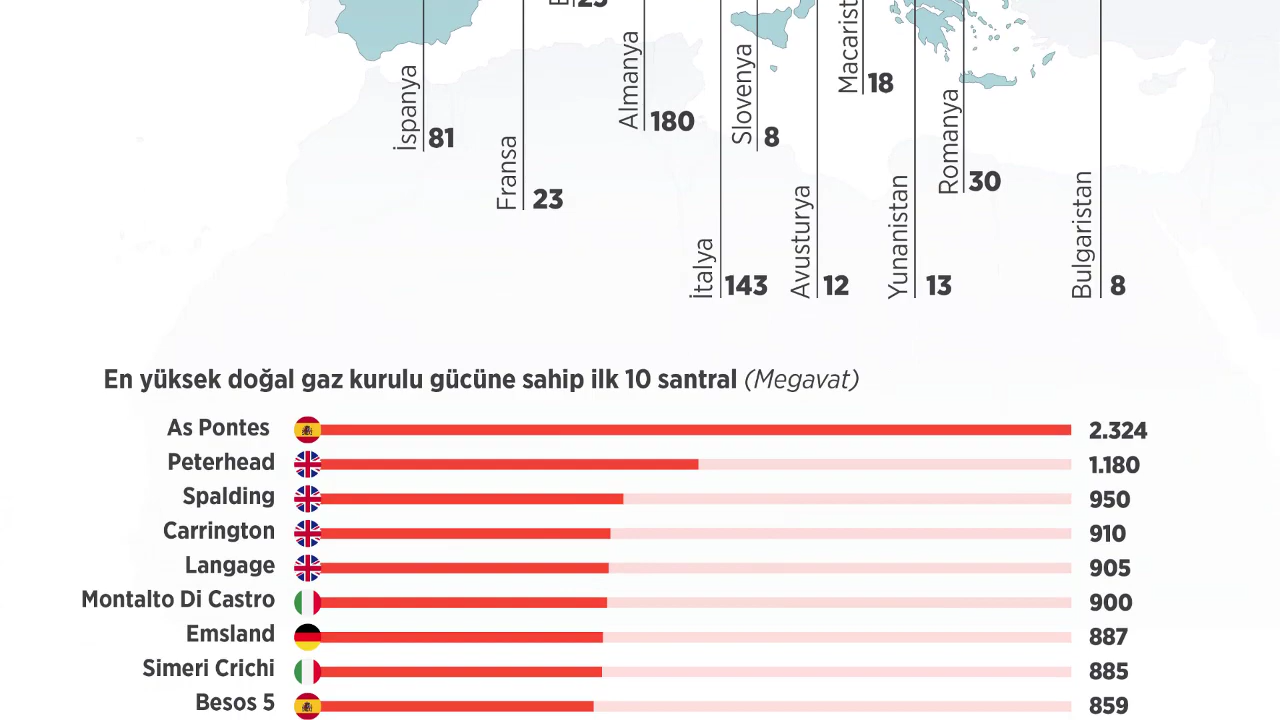 25
İspanya 81
Fransa 23
Almanya 180
İtalya 143
Slovenya 8
Avusturya 12
18
Yunanistan 13
Romanya 30
Bulgaristan 8
En yüksek doğal gaz kurulu gücüne sahip ilk 10 santral (Megavat)
As Pontes 2.324
Peterhead 1.180
Spalding 950
Carrington 910
Langage 905
Montalto Di Castro 900
Emsland 887
Simeri Crichi 885
Besos 5 859